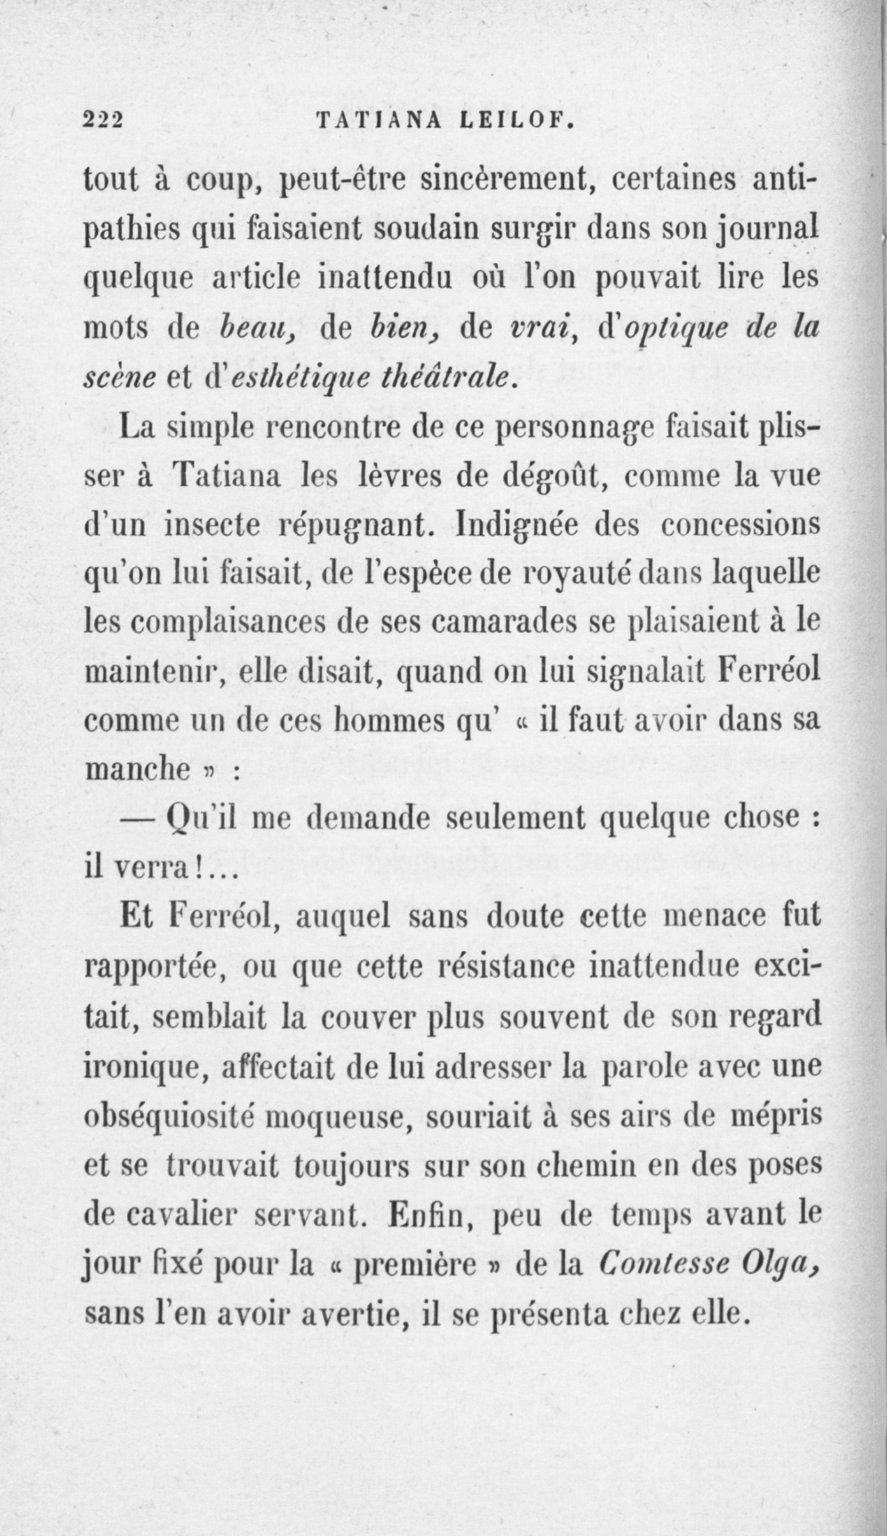 222 TATIANA LEILOF.
tout à coup, peut-être sincèrement, certaines anti-
pathies qui faisaient soudain surgir dans son journal
quelque article inattendu où l'on pouvait lire les
mots de beau, de bien, de vrai, d'optique de la
scène et d'esthétique théâtrale.
La simple rencontre de ce personnage faisait plis-
ser à Tatiana les lèvres de dégoût, comme la vue
d'un insecte répugnant. Indignée des concessions
qu'on lui faisait, de l'espèce de royauté dans laquelle
les complaisances de ses camarades se plaisaient à le
maintenir, elle disait, quand on lui signalait Ferréol
comme un de ces hommes qu' « il faut avoir dans sa
manche » :
— Qu'il me demande seulement quelque chose :
il verra!...
Et Ferréol, auquel sans doute cette menace fut
rapportée, ou que cette résistance inattendue exci-
tait, semblait la couver plus souvent de son regard
ironique, affectait de lui adresser la parole avec une
obséquiosité moqueuse, souriait à ses airs de mépris
et se trouvait toujours sur son chemin en des poses
de cavalier servant. Enfin, peu de temps avant le
jour fixé pour la « première » de la Comtesse Olga,
sans l'en avoir avertie, il se présenta chez elle.